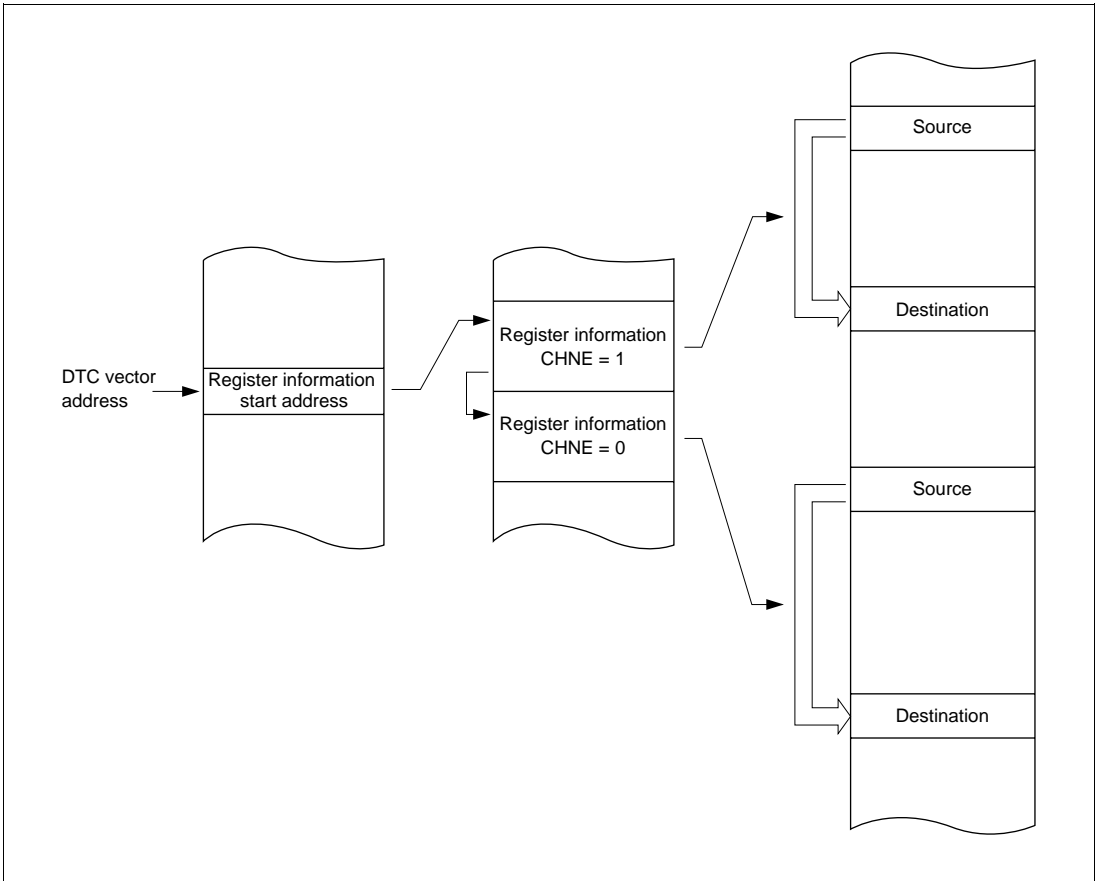 DTC vector
address
Register information
start address
Register information
CHNE = 1
Register information
CHNE = 0
Source
Destination
Source
Destination